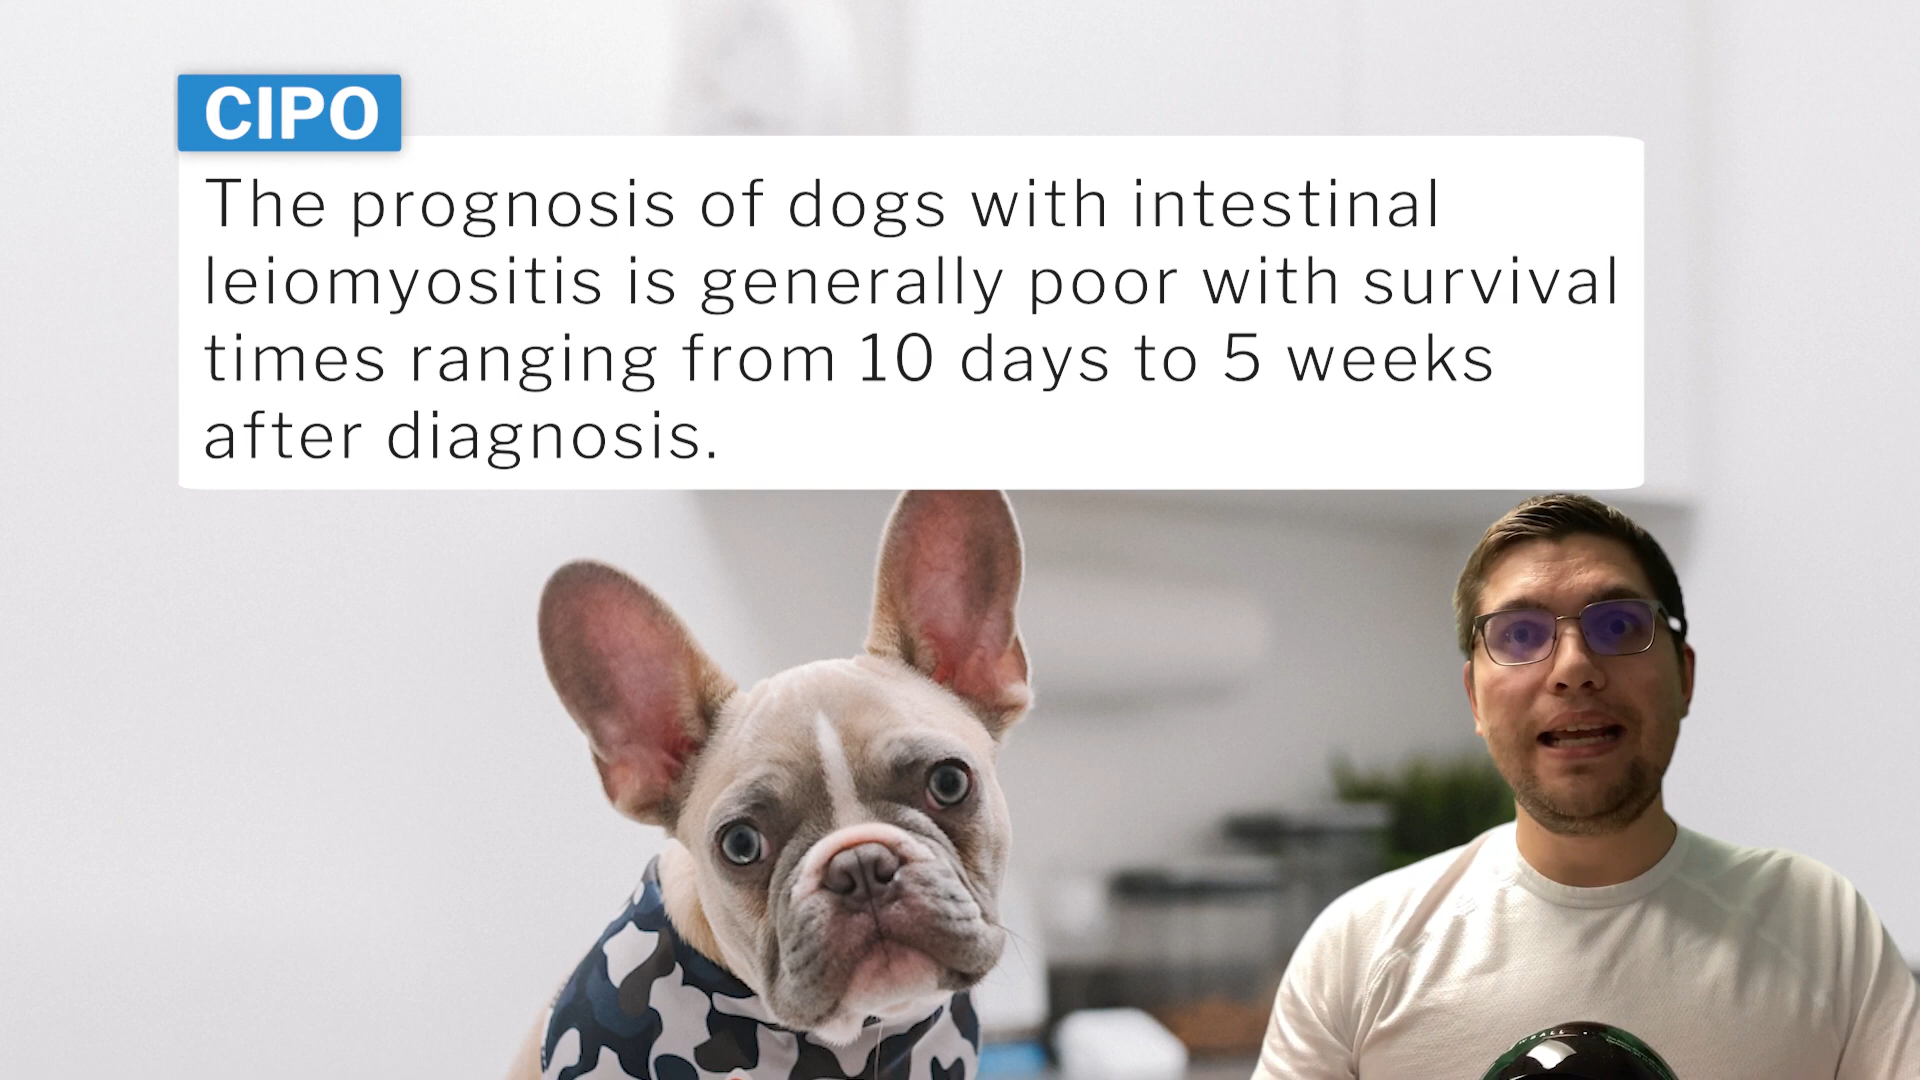 CIPO
The prognosis of dogs with intestinal
leiomyositis is generally poor with survival
times ranging from 10 days to 5 weeks
after diagnosis.